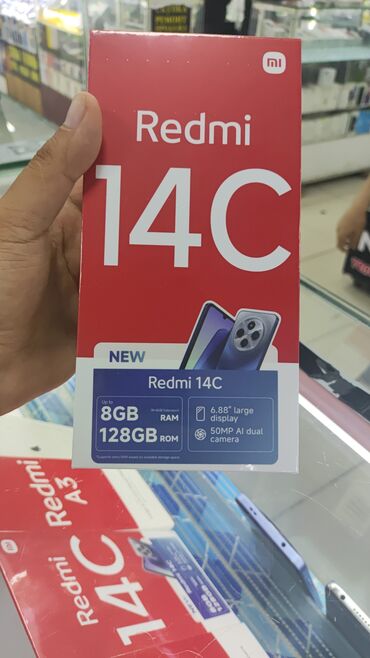 mi
Redmi
14C
NEW
Redmi 14C
Up to
8GB RAM
128GB ROM
6.88" large
display
50MP AI dual
camera
Redmi
A3
Redmi
14C